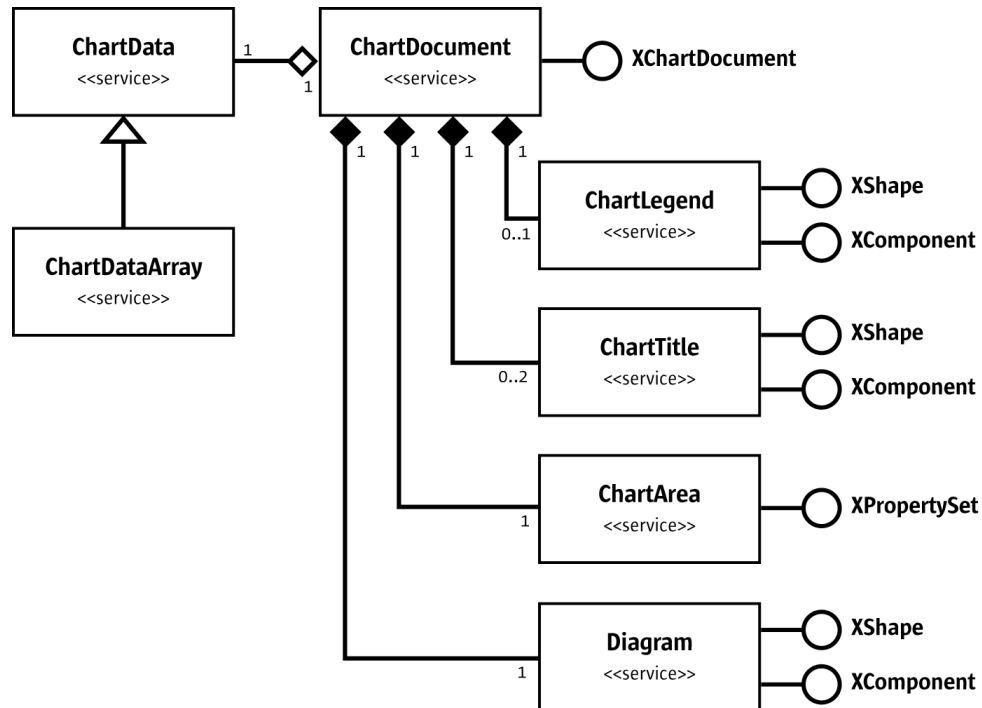 ChartData
<<service>>
1
1
ChartDocument
<<service>>
XChartDocument
1
1
1
1
ChartDataArray
<<service>>
0..1
ChartLegend
<<service>>
XShape
XComponent
0..2
ChartTitle
<<service>>
XShape
XComponent
1
ChartArea
<<service>>
XPropertySet
1
Diagram
<<service>>
XShape
XComponent